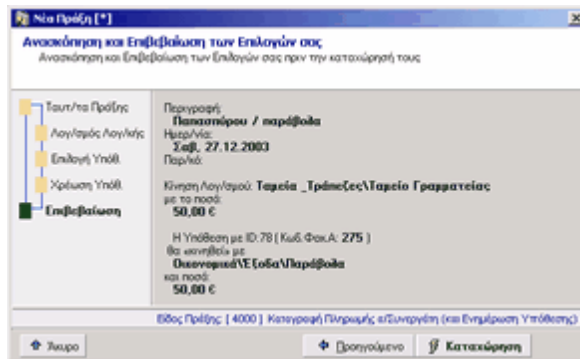 Νέα Πράξη [*]
Ανασκόπηση και Επιβεβαίωση των Επιλογών σας
Ανασκόπηση και Επιβεβαίωση των Επιλογών σας πριν την καταχώρησή τους
Ταυτ/τα Πράξης
Λογ/σμός Λογ/κής
Επιλογή Υπόθ.
Χρέωση Υπόθ.
Επιβεβαίωση
Περιγραφή:
Παπασπύρου / παράβολα
Ημερ/νία:
Σαβ, 27.12.2003
Παρ/κό:
Κίνηση Λογ/σμού: Ταμεία _Τράπεζες\Ταμείο Γραμματείας
με το ποσό:
50,00 €
Η Υπόθεση με ID:78 ( Κωδ.Φακ.Α: 275 )
θα «κινηθεί» με
Οικονομικά\Έξοδα\Παράβολα
και ποσό:
50,00 €
Είδος Πράξης: [ 4000 ] Καταγραφή Πληρωμής σ/Συνεργάτη (και Ενημέρωση Υπόθεσης)
Άκυρο
Προηγούμενο
Καταχώρηση